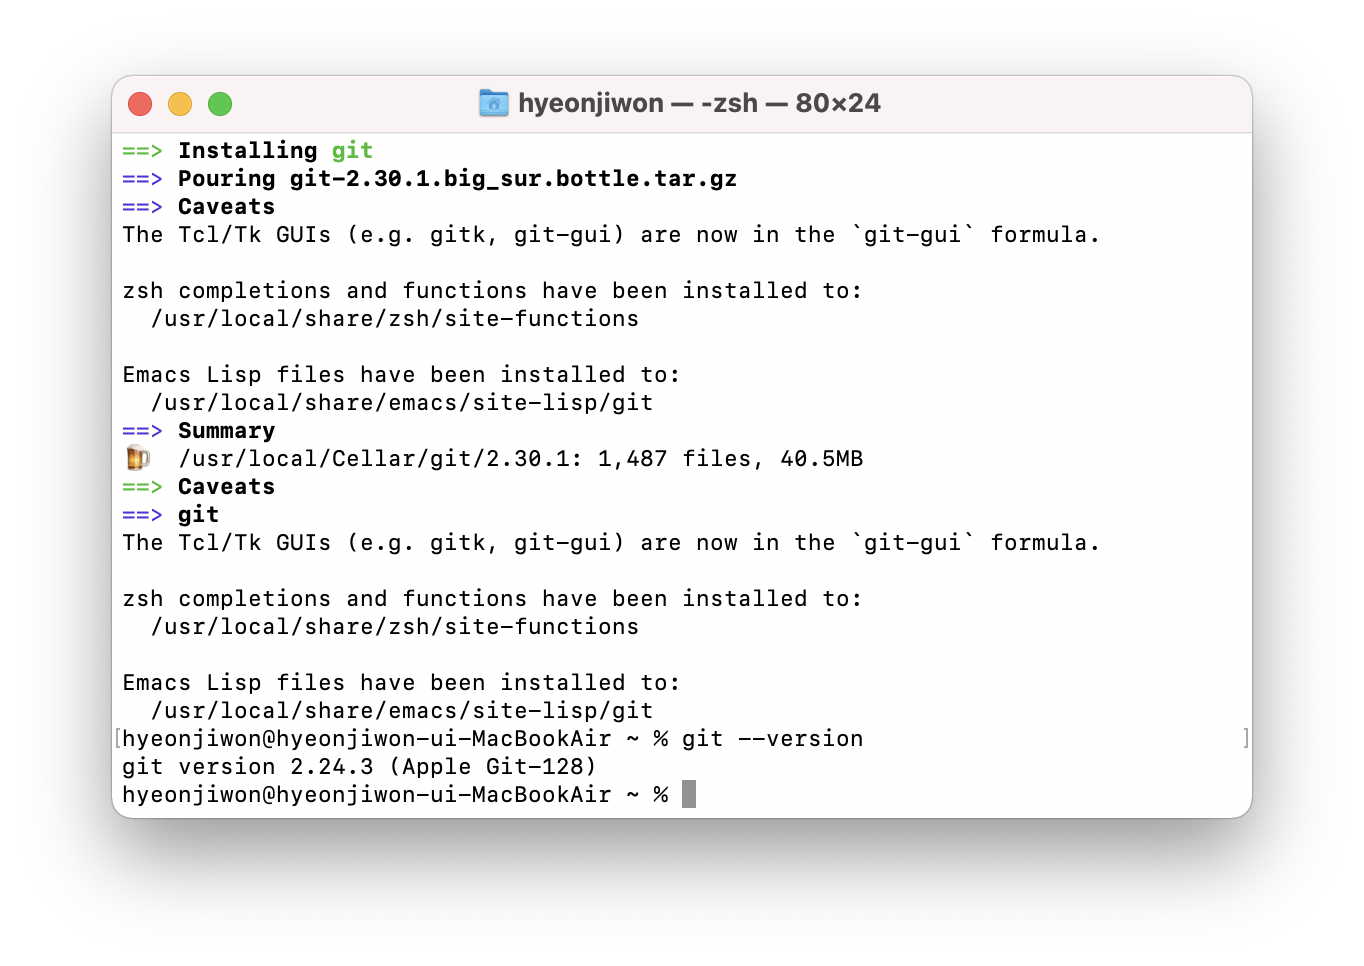 hyeonjiwon — -zsh — 80×24
==> Installing git
==> Pouring git-2.30.1.big_sur.bottle.tar.gz
==> Caveats
The Tcl/Tk GUIs (e.g. gitk, git-gui) are now in the `git-gui` formula.
zsh completions and functions have been installed to:
  /usr/local/share/zsh/site-functions
Emacs Lisp files have been installed to:
  /usr/local/share/emacs/site-lisp/git
==> Summary
🍺  /usr/local/Cellar/git/2.30.1: 1,487 files, 40.5MB
==> Caveats
==> git
The Tcl/Tk GUIs (e.g. gitk, git-gui) are now in the `git-gui` formula.
zsh completions and functions have been installed to:
  /usr/local/share/zsh/site-functions
Emacs Lisp files have been installed to:
  /usr/local/share/emacs/site-lisp/git
[hyeonjiwon@hyeonjiwon-ui-MacBookAir ~ % git --version ]
git version 2.24.3 (Apple Git-128)
hyeonjiwon@hyeonjiwon-ui-MacBookAir ~ %